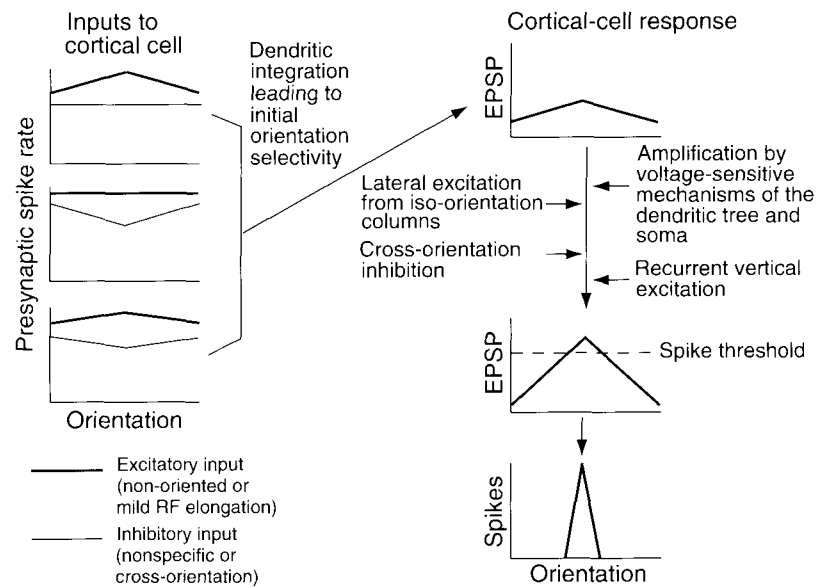 Inputs to
cortical cell
Presynaptic spike rate
Orientation
Excitatory input
(non-oriented or
mild RF elongation)
Inhibitory input
(nonspecific or
cross-orientation)
Dendritic
integration
leading to
initial
orientation
selectivity
Cortical-cell response
EPSP
Lateral excitation
from iso-orientation
columns
Cross-orientation
inhibition
Amplification by
voltage-sensitive
mechanisms of the
dendritic tree and
soma
Recurrent vertical
excitation
EPSP
Spike threshold
Spikes
Orientation